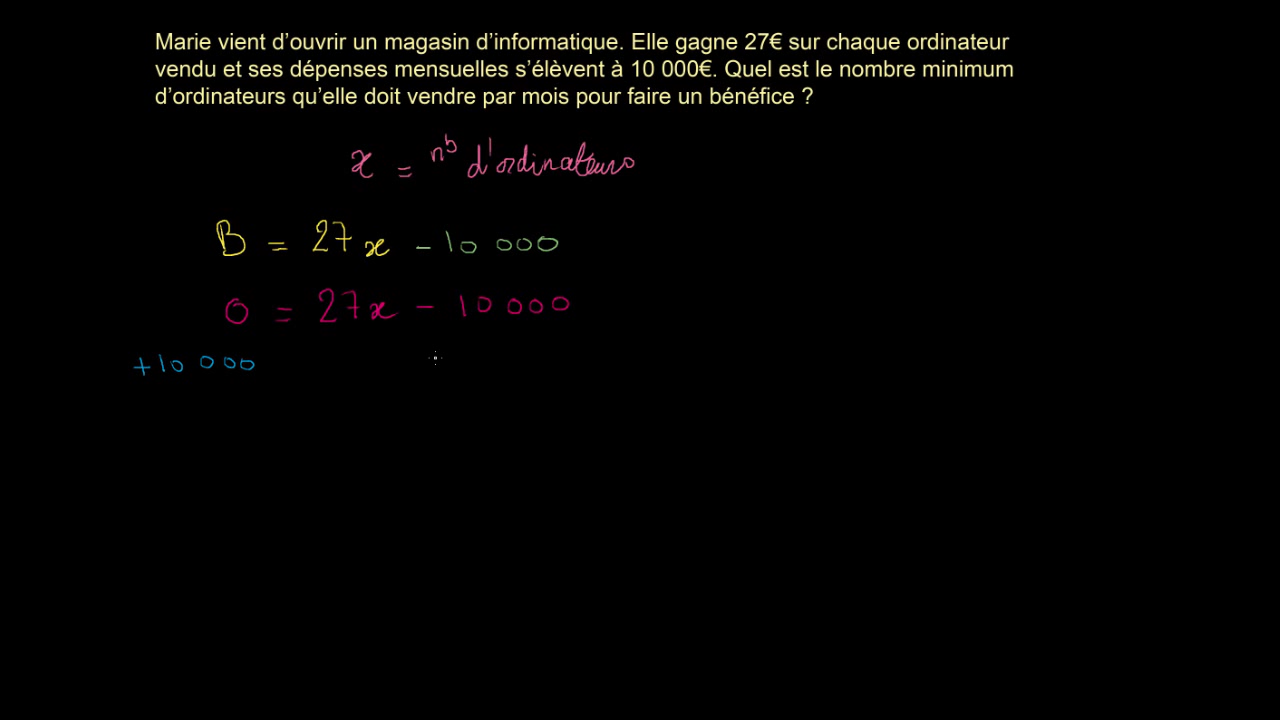 Marie vient d’ouvrir un magasin d’informatique. Elle gagne 27€ sur chaque ordinateur
vendu et ses dépenses mensuelles s’élèvent à 10 000€. Quel est le nombre minimum
d’ordinateurs qu’elle doit vendre par mois pour faire un bénéfice ?
x = nb d'ordinateurs
B = 27x - 10 000
0 = 27x - 10 000
+10 000